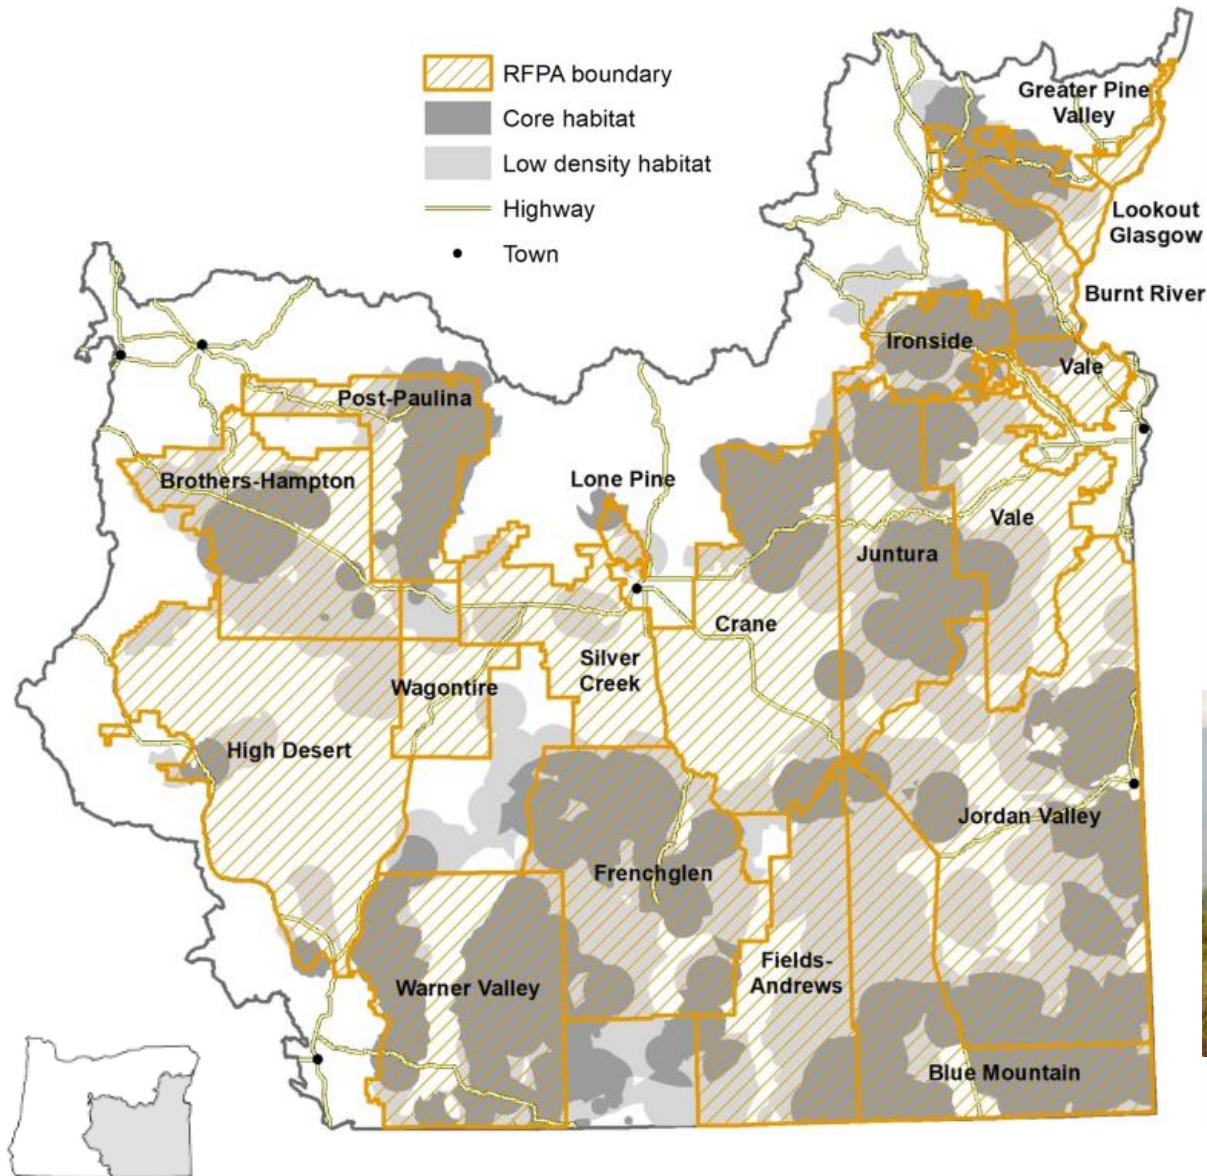 RFPA boundary
Core habitat
Low density habitat
Highway
Town
Greater Pine
Valley
Lookout
Glasgow
Burnt River
Ironside
Vale
Post-Paulina
Brothers-Hampton
Lone Pine
Vale
Juntura
Crane
Silver
Creek
Wagontire
High Desert
Jordan Valley
Frenchglen
Fields-
Andrews
Warner Valley
Blue Mountain